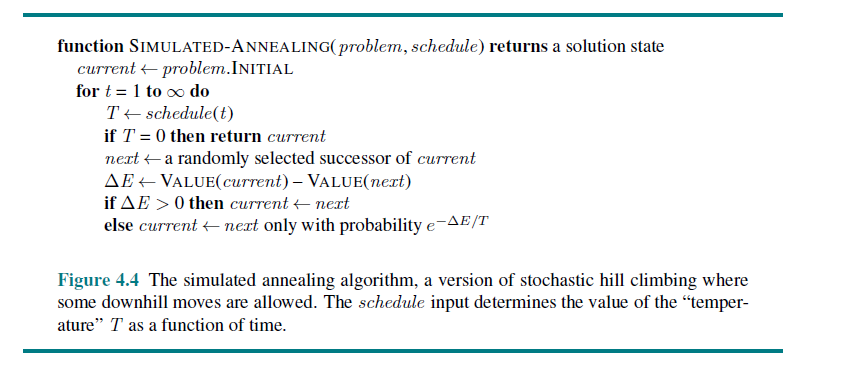 function SIMULATED-ANNEALING(problem, schedule) returns a solution state
current ← problem.INITIAL
for t = 1 to ∞ do
T ← schedule(t)
if T = 0 then return current
next ← a randomly selected successor of current
ΔE ← VALUE(current) – VALUE(next)
if ΔE > 0 then current ← next
else current ← next only with probability e^−ΔE/T
Figure 4.4 The simulated annealing algorithm, a version of stochastic hill climbing where
some downhill moves are allowed. The schedule input determines the value of the “temper-
ature” T as a function of time.